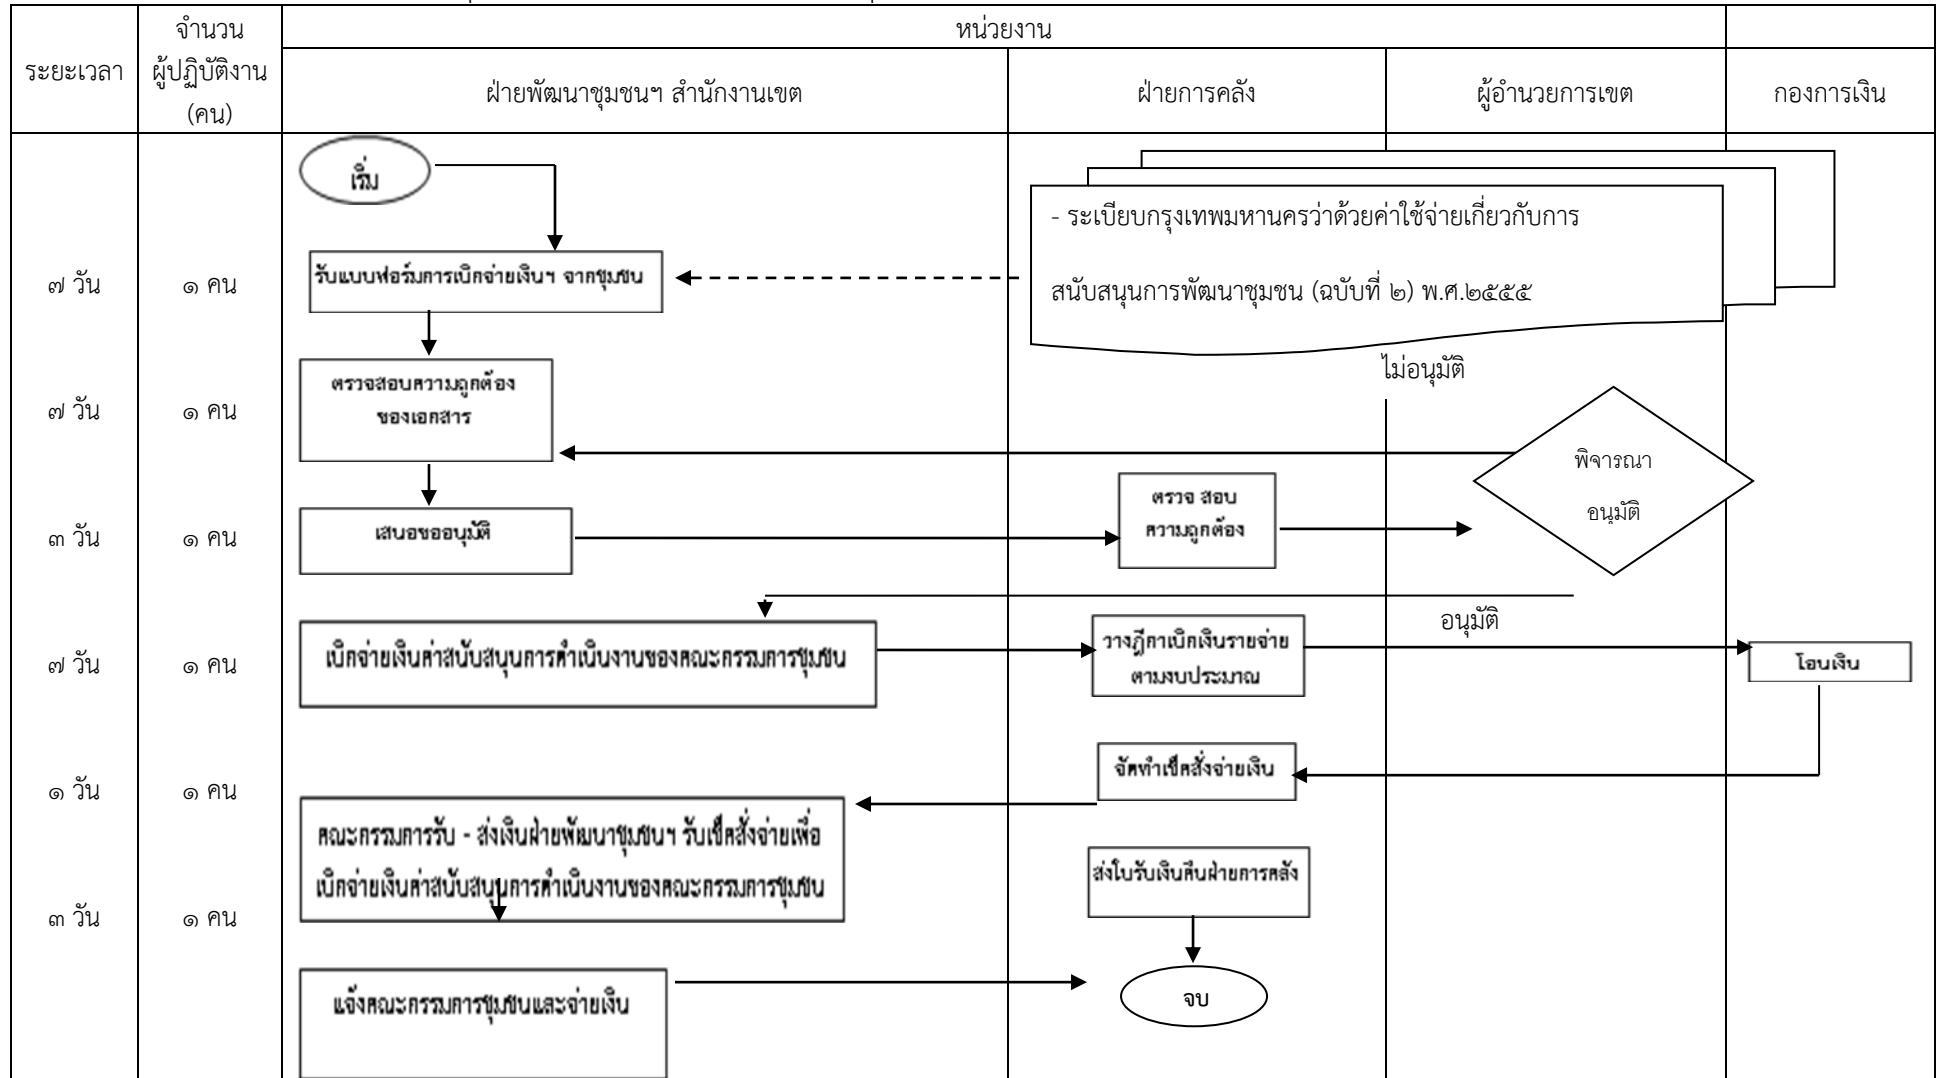 หน่วยงาน
ระยะเวลา
จำนวน
ผู้ปฏิบัติงาน
(คน)
ฝ่ายพัฒนาชุมชนฯ สำนักงานเขต
ฝ่ายการคลัง
ผู้อำนวยการเขต
กองการเงิน
เริ่ม
- ระเบียบกรุงเทพมหานครว่าด้วยค่าใช้จ่ายเกี่ยวกับการ
สนับสนุนการพัฒนาชุมชน (ฉบับที่ ๒) พ.ศ.๒๕๕๕
๗ วัน
๑ คน
รับแบบฟอร์มการเบิกจ่ายเงินฯ จากชุมชน
ไม่อนุมัติ
๗ วัน
๑ คน
ตรวจสอบความถูกต้อง
ของเอกสาร
พิจารณา
อนุมัติ
๓ วัน
๑ คน
เสนอขออนุมัติ
ตรวจ สอบ
ความถูกต้อง
อนุมัติ
๗ วัน
๑ คน
เบิกจ่ายเงินค่าสนับสนุนการดำเนินงานของคณะกรรมการชุมชน
วางฎีกาเบิกเงินรายจ่าย
ตามงบประมาณ
โอนเงิน
๑ วัน
๑ คน
จัดทำเช็คสั่งจ่ายเงิน
คณะกรรมการรับ - ส่งเงินฝ่ายพัฒนาชุมชนฯ รับเช็คสั่งจ่ายเพื่อ
เบิกจ่ายเงินค่าสนับสนุนการดำเนินงานของคณะกรรมการชุมชน
ส่งใบรับเงินคืนฝ่ายการคลัง
๓ วัน
๑ คน
แจ้งคณะกรรมการชุมชนและจ่ายเงิน
จบ